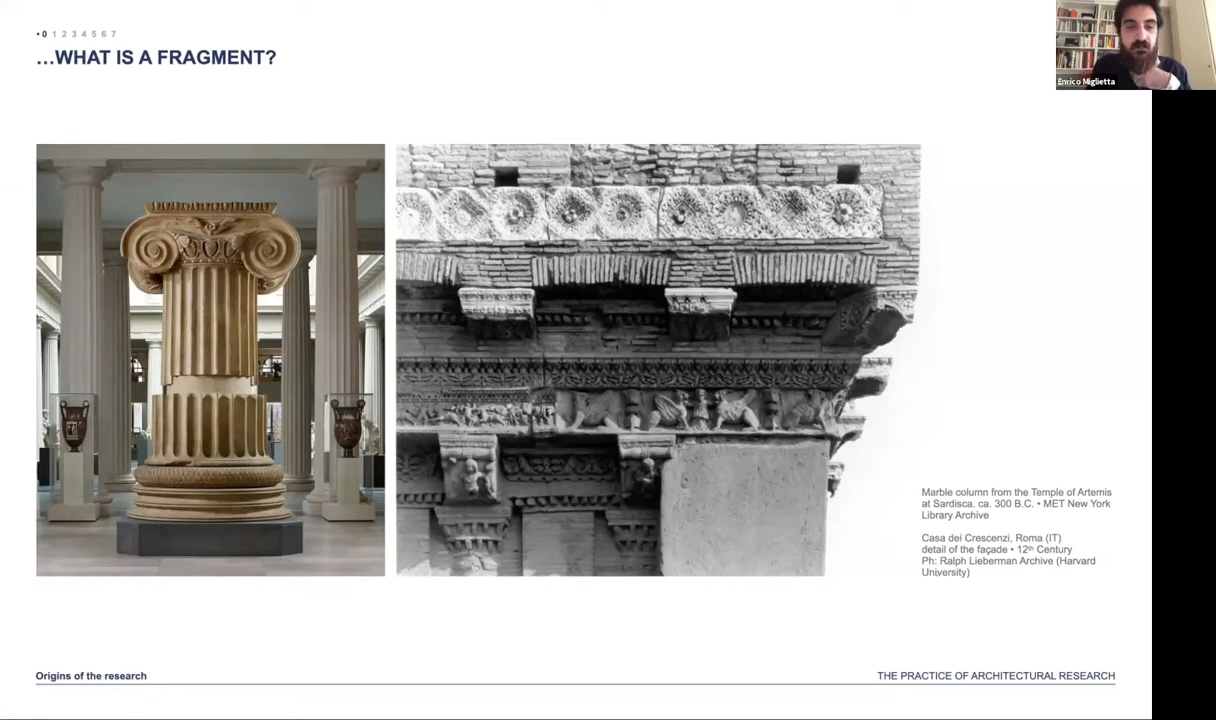 •0 1 2 3 4 5 6 7
...WHAT IS A FRAGMENT?
Enrico Miglietta
Marble column from the Temple of Artemis
at Sardisca. ca. 300 B.C. • MET New York
Library Archive
Casa dei Crescenzi, Roma (IT)
detail of the façade • 12th Century
Ph: Ralph Lieberman Archive (Harvard
University)
Origins of the research
THE PRACTICE OF ARCHITECTURAL RESEARCH